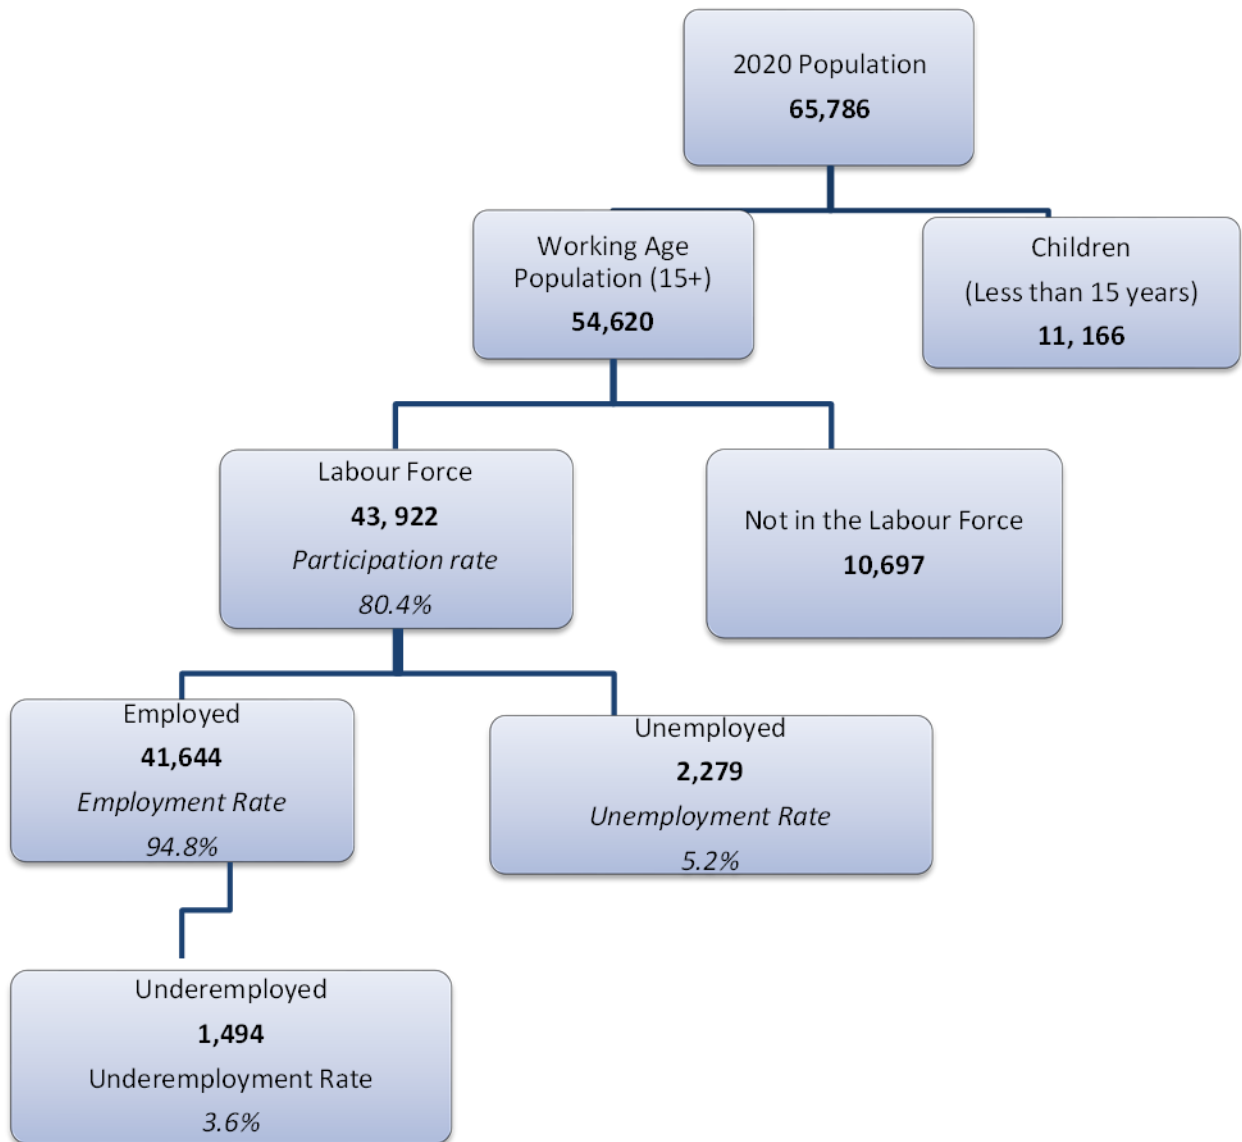 2020 Population
65,786
Working Age
Population (15+)
54,620
Children
(Less than 15 years)
11, 166
Labour Force
43, 922
Participation rate
80.4%
Not in the Labour Force
10,697
Employed
41,644
Employment Rate
94.8%
Unemployed
2,279
Unemployment Rate
5.2%
Underemployed
1,494
Underemployment Rate
3.6%